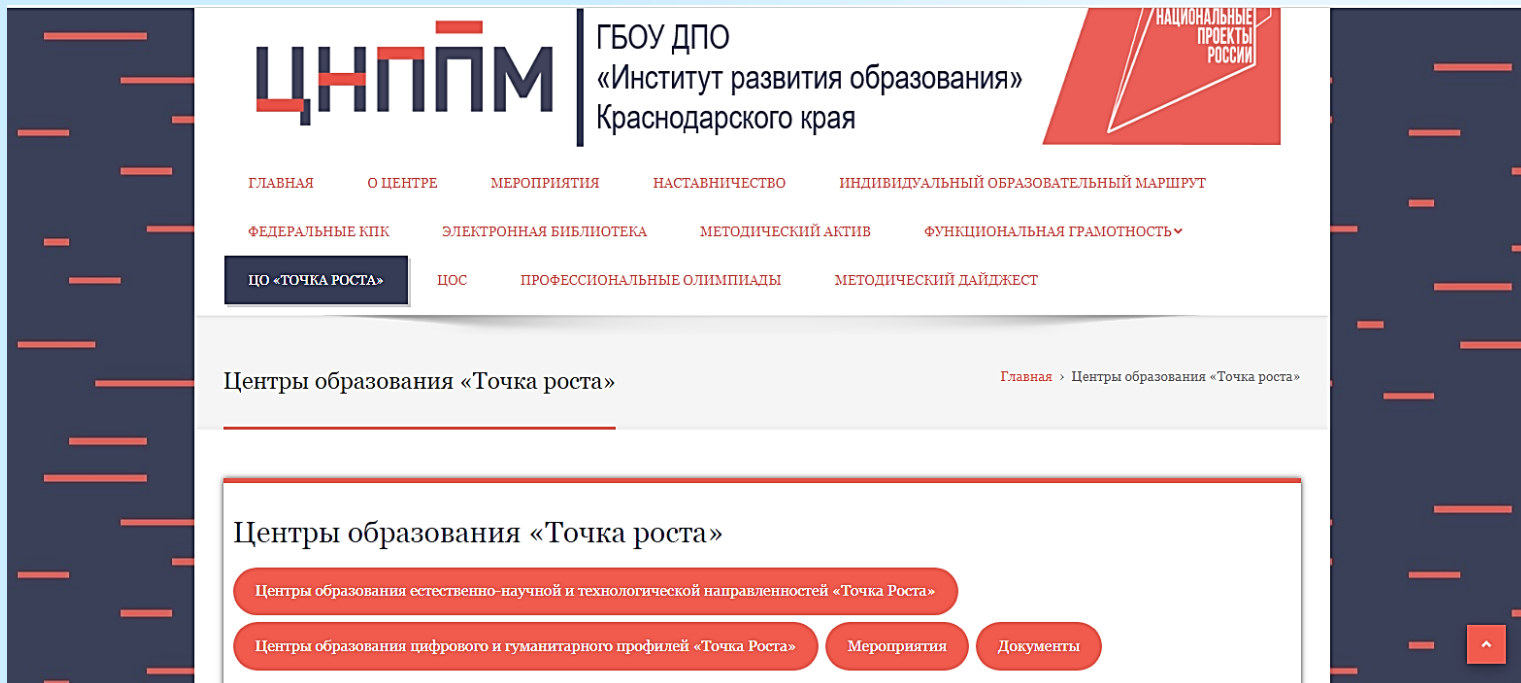 ЦНППМ
ГБОУ ДПО
«Институт развития образования»
Краснодарского края
НАЦИОНАЛЬНЫЕ
ПРОЕКТЫ
РОССИИ
ГЛАВНАЯ О ЦЕНТРЕ МЕРОПРИЯТИЯ НАСТАВНИЧЕСТВО ИНДИВИДУАЛЬНЫЙ ОБРАЗОВАТЕЛЬНЫЙ МАРШРУТ
ФЕДЕРАЛЬНЫЕ КПК ЭЛЕКТРОННАЯ БИБЛИОТЕКА МЕТОДИЧЕСКИЙ АКТИВ ФУНКЦИОНАЛЬНАЯ ГРАМОТНОСТЬ
ЦО «ТОЧКА РОСТА» ЦОС ПРОФЕССИОНАЛЬНЫЕ ОЛИМПИАДЫ МЕТОДИЧЕСКИЙ ДАЙДЖЕСТ
Центры образования «Точка роста»
Главная › Центры образования «Точка роста»
Центры образования «Точка роста»
Центры образования естественно-научной и технологической направленностей «Точка Роста»
Центры образования цифрового и гуманитарного профилей «Точка Роста» Мероприятия Документы